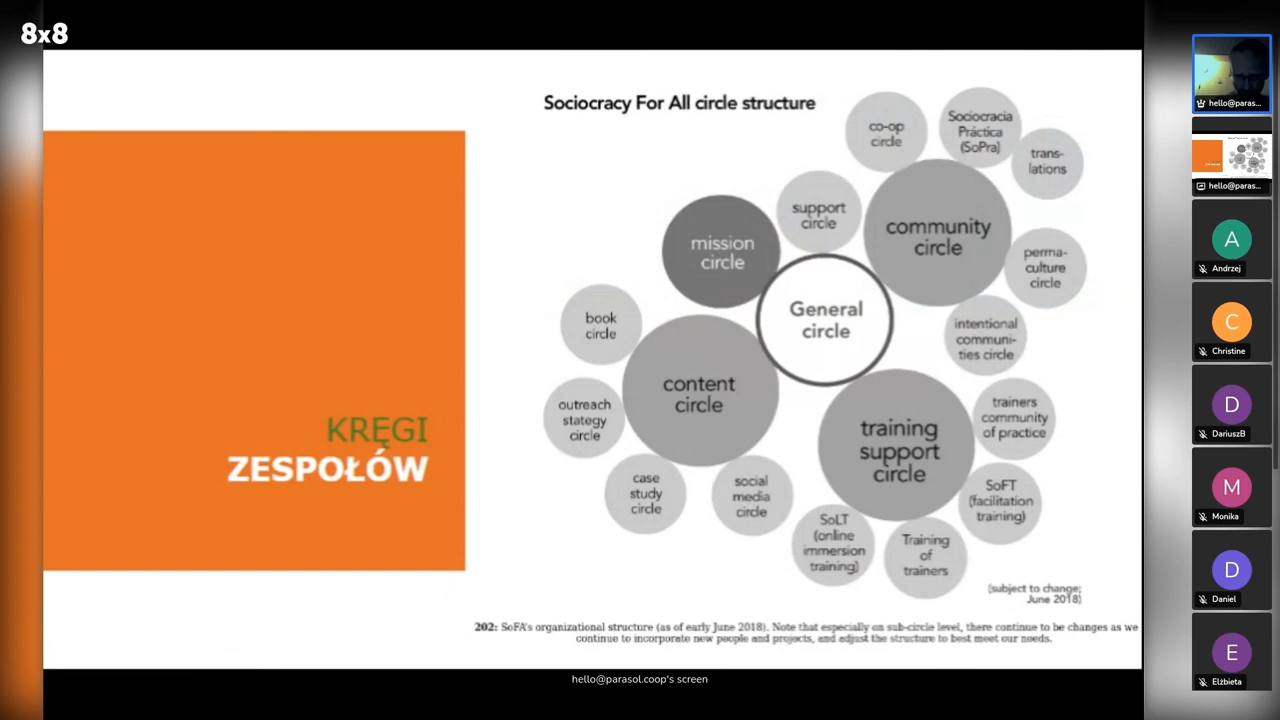 8x8
Sociocracy For All circle structure
KRĘGI
ZESPOŁÓW
co-op
circle
Sociocracia
Práctica
(SoPra)
trans-
lations
support
circle
community
circle
mission
circle
perma-
culture
circle
General
circle
book
circle
intentional
communi-
ties circle
content
circle
outreach
stategy
circle
trainers
community
of practice
training
support
circle
case
study
circle
social
media
circle
SoFT
(facilitation
training)
SoLT
(online
immersion
training)
Training
of
trainers
(subject to change;
June 2018)
202: SoFA's organizational structure (as of early June 2018). Note that especially on sub-circle level, there continue to be changes as we
continue to incorporate new people and projects, and adjust the structure to best meet our needs.
hello@parasol.coop's screen
hello@paras...
hello@paras...
A
Andrzej
C
Christine
D
DariuszB
M
Monika
D
Daniel
E
Elżbieta